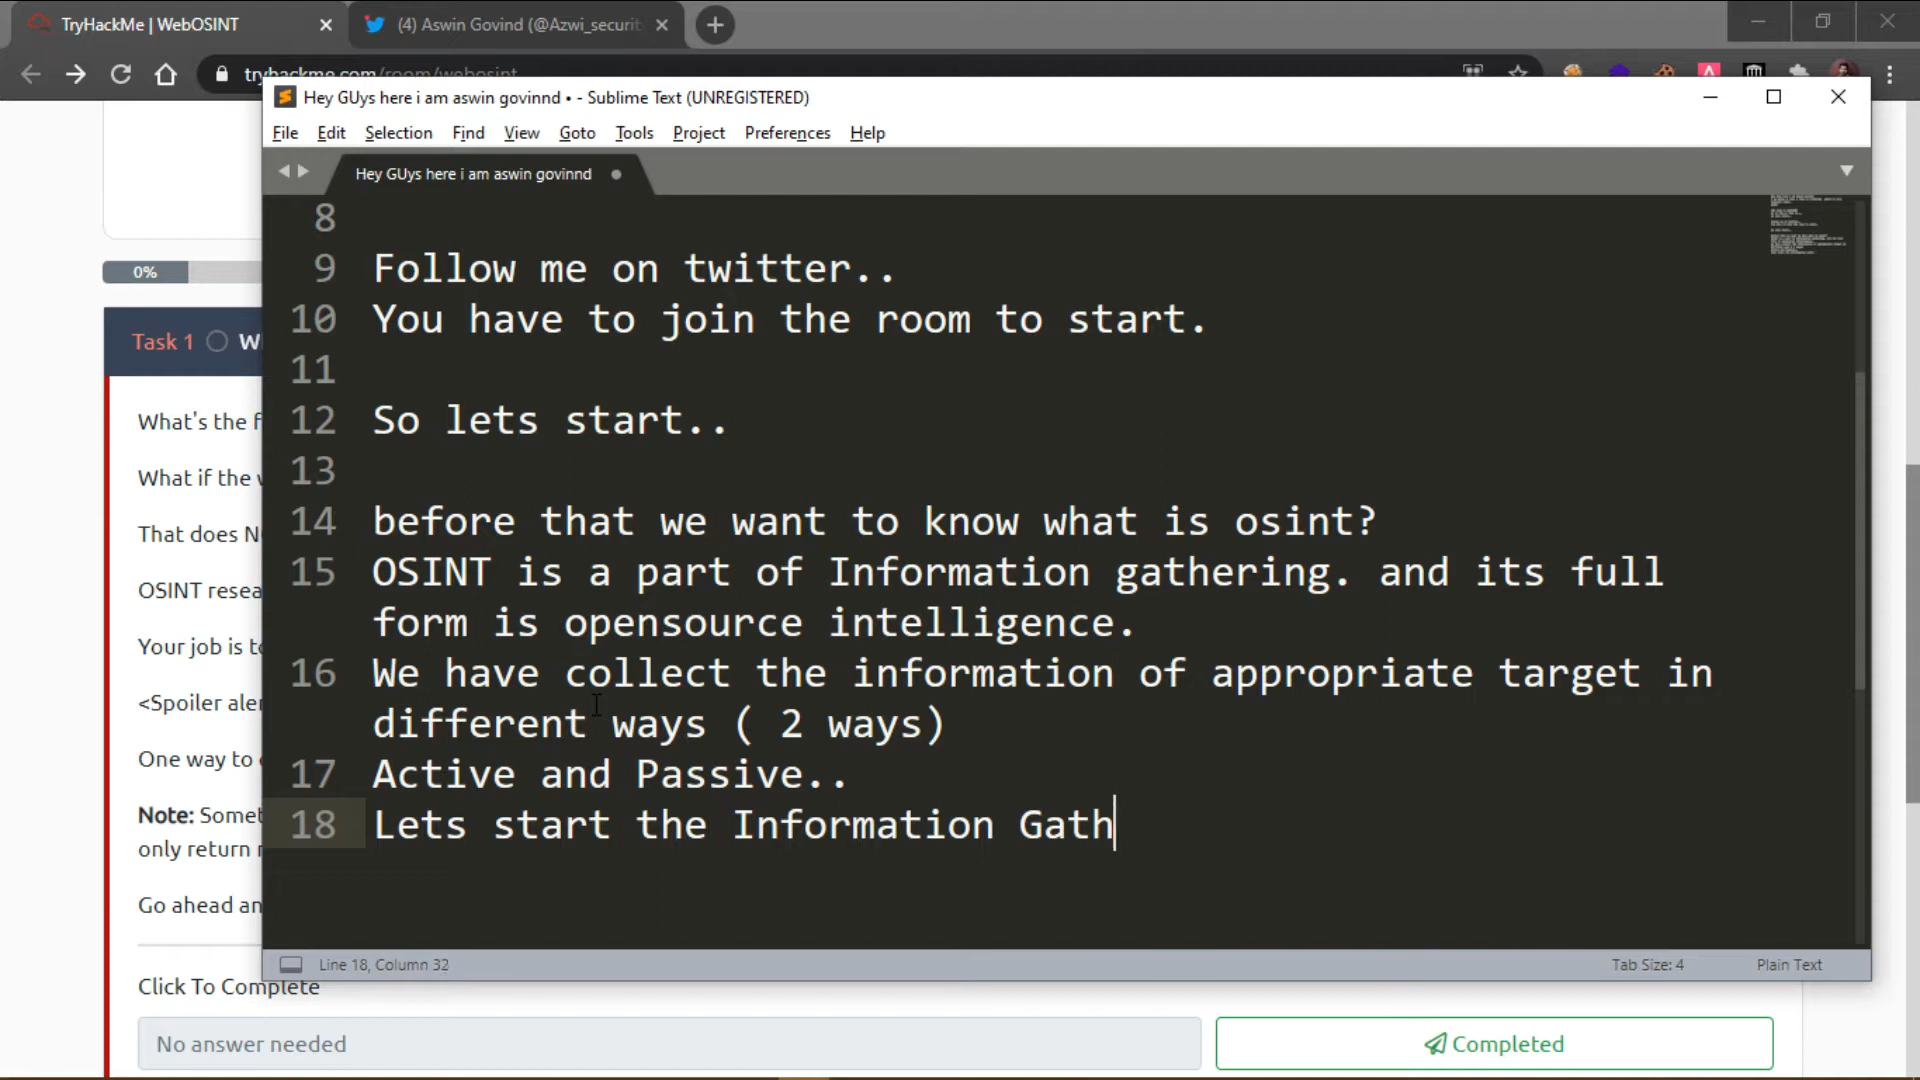 TryHackMe | WebOSINT
(4) Aswin Govind (@Azwi_securit
tryhackme.com/room/webosint
Hey GUys here i am aswin govinnd • - Sublime Text (UNREGISTERED)
File Edit Selection Find View Goto Tools Project Preferences Help
Hey GUys here i am aswin govinnd
8
9 Follow me on twitter..
10 You have to join the room to start.
11
12 So lets start..
13
14 before that we want to know what is osint?
15 OSINT is a part of Information gathering. and its full
form is opensource intelligence.
16 We have collect the information of appropriate target in
different ways ( 2 ways)
17 Active and Passive..
18 Lets start the Information Gath
Line 18, Column 32
Tab Size: 4
Plain Text
0%
Task 1
What's the f
What if the
That does
OSINT resea
Your job is
<Spoiler aler
One way to
Note: Somet
only return
Go ahead an
Click To Complete
No answer needed
Completed